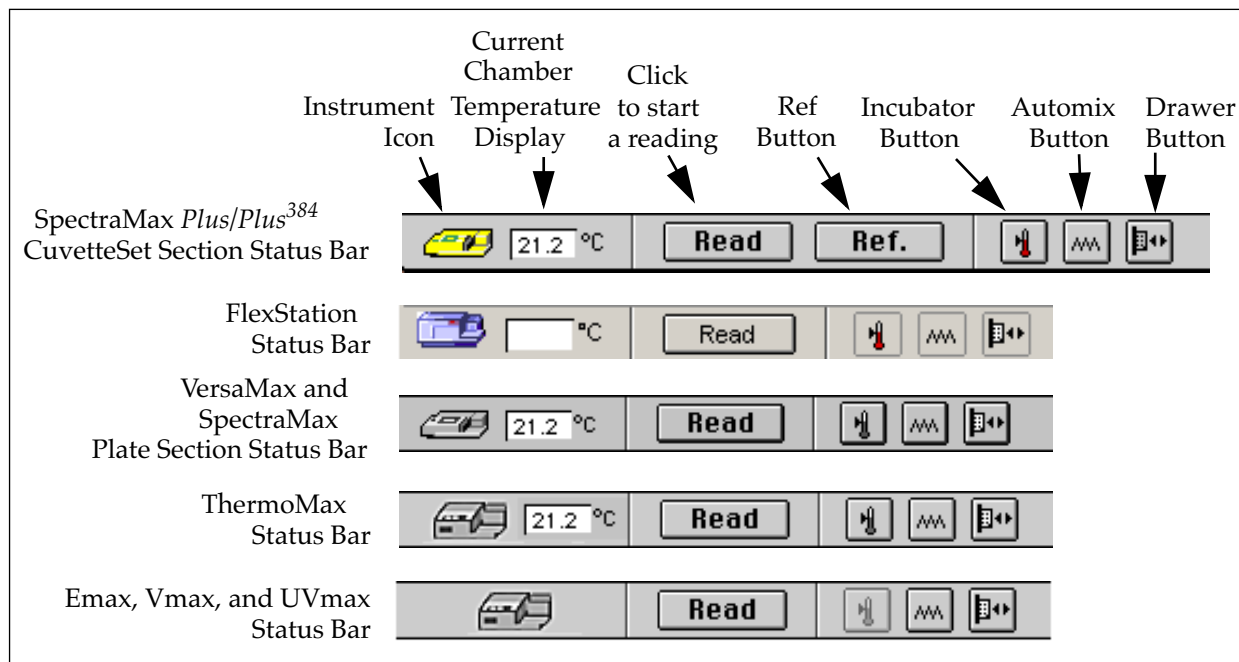 Current
Chamber
Temperature
Display
Instrument
Icon
Click
to start
a reading
Ref
Button
Incubator
Button
Automix
Button
Drawer
Button
SpectraMax Plus/Plus384
CuvetteSet Section Status Bar
21.2 °C
Read
Ref.
FlexStation
Status Bar
°C
Read
VersaMax and
SpectraMax
Plate Section Status Bar
21.2 °C
Read
ThermoMax
Status Bar
21.2 °C
Read
Emax, Vmax, and UVmax
Status Bar
Read